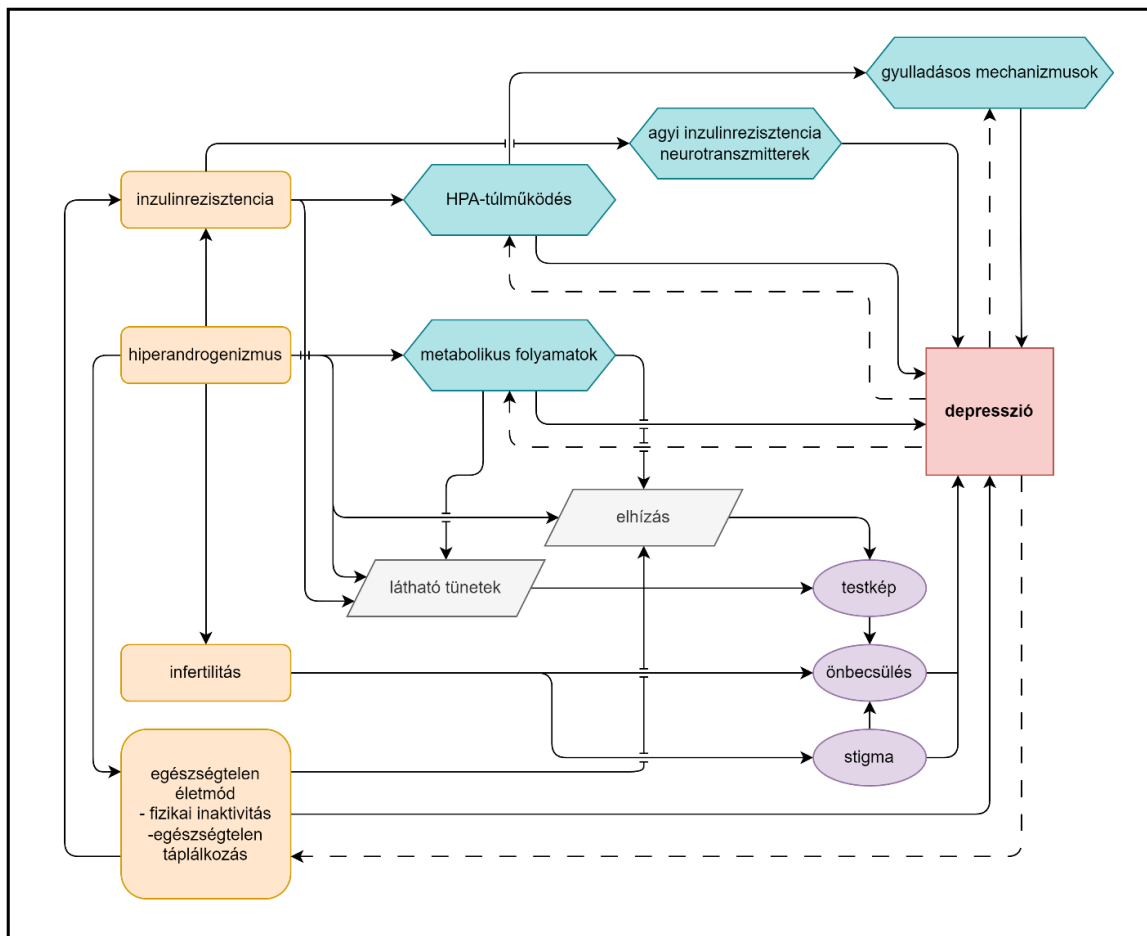 gyulladásos mechanizmusok
agyi inzulinrezisztencia
neurotranszmitterek
inzulinrezisztencia
HPA-túlműködés
hiperandrogenizmus
metabolikus folyamatok
depresszió
elhízás
látható tünetek
testkép
infertilitás
önbecsülés
stigma
egészségtelen
életmód
- fizikai inaktivitás
-egészségtelen
táplálkozás